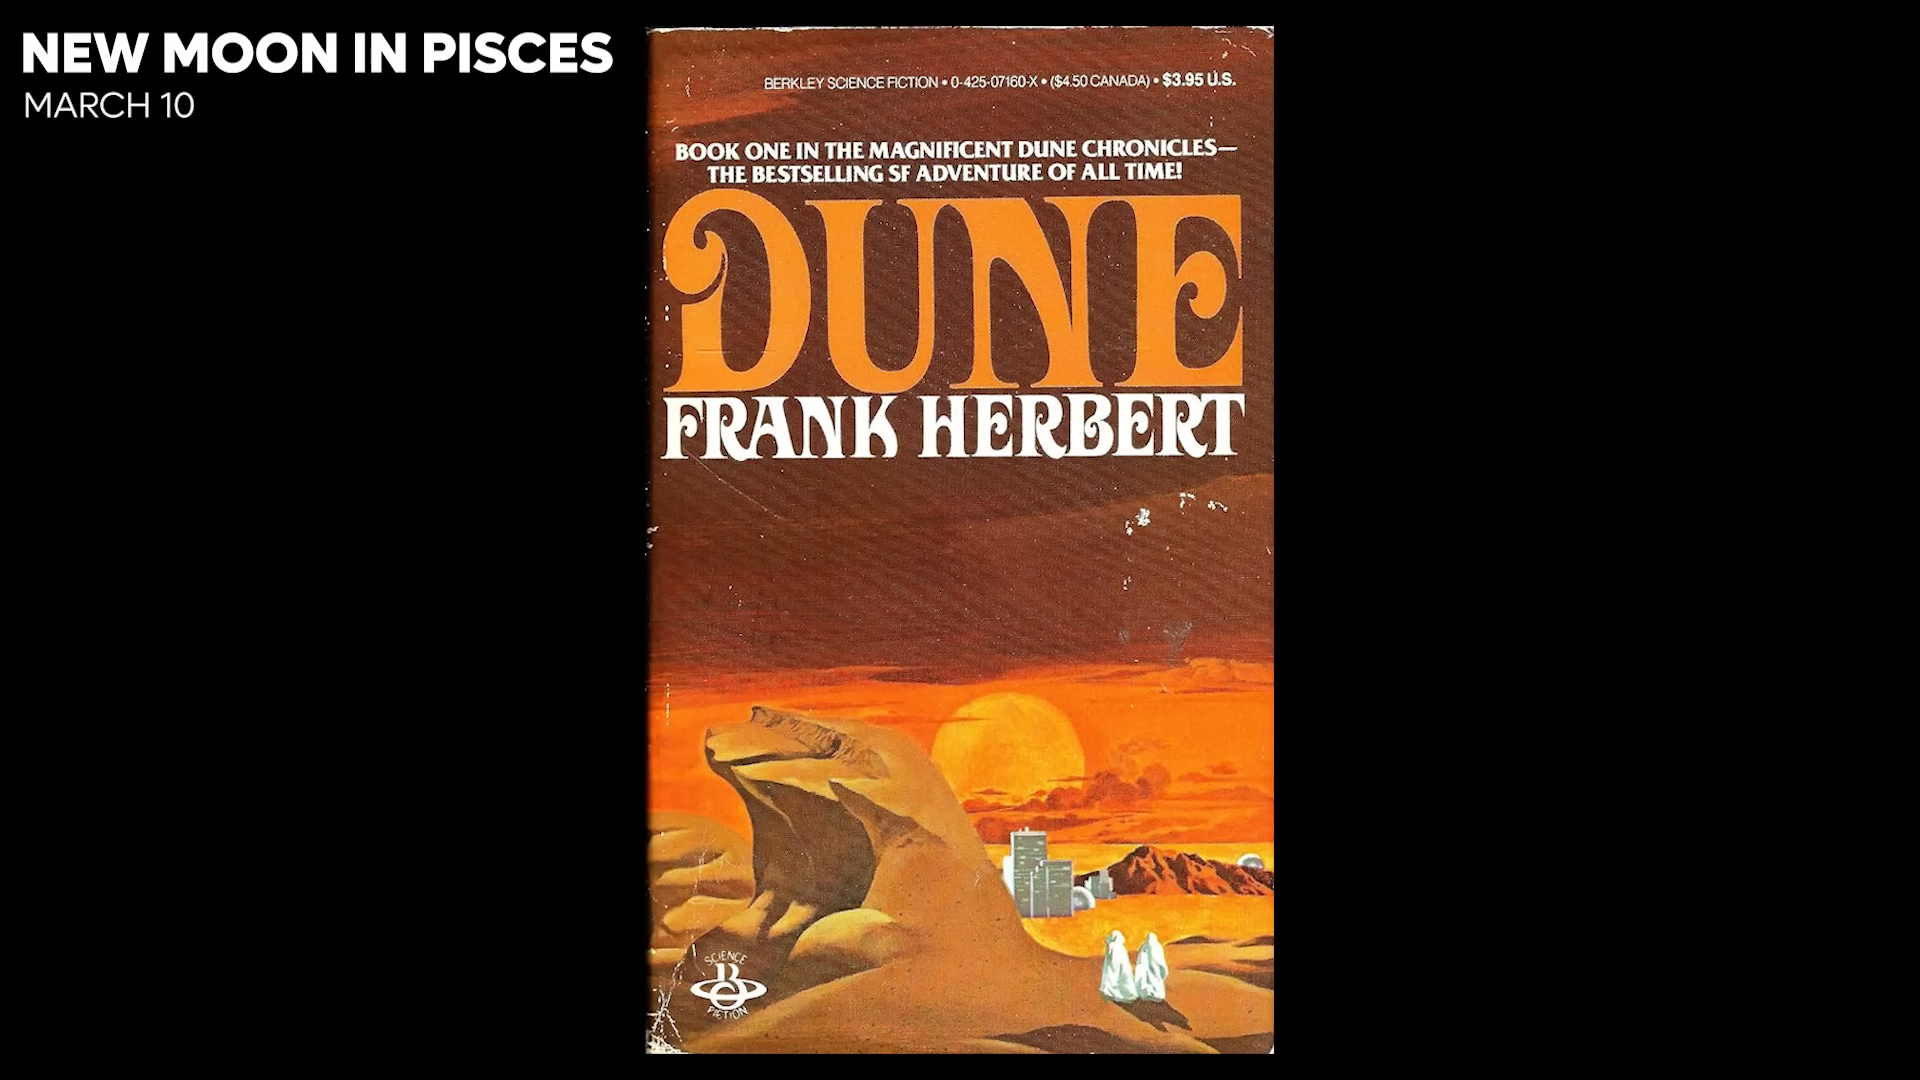 NEW MOON IN PISCES
MARCH 10
BERKLEY SCIENCE FICTION • 0-425-07160-X • ($4.50 CANADA) • $3.95 U.S.
BOOK ONE IN THE MAGNIFICENT DUNE CHRONICLES—
THE BESTSELLING SF ADVENTURE OF ALL TIME!
DUNE
FRANK HERBERT
SCIENCE
B
FICTION